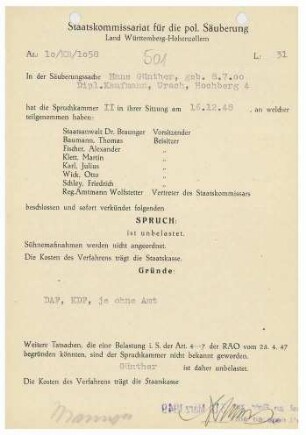 Staatskommissariat für die pol. Säuberung
Land Württemberg-Hohenzollern
Az. 10/KU/1058
501
L: 31
In der Säuberungssache Hans Günther, geb. 8.7.00
Dipl.Kaufmann, Urach, Hochberg 4
hat die Spruchkammer II in ihrer Sitzung am 16.12.48, an welcher
teilgenommen haben:
Staatsanwalt Dr. Braunger Vorsitzender
Baumann, Thomas Beisitzer
Fischer, Alexander „
Klett, Martin „
Karl, Julius „
Wick, Otto „
Schley, Friedrich „
Reg.Amtmann Wolfstetter Vertreter des Staatskommissars
beschlossen und sofort verkündet folgenden
SPRUCH:
ist unbelastet.
Sühnemaßnahmen werden nicht angeordnet.
Die Kosten des Verfahrens trägt die Staatskasse.
Gründe:
DAF, KDF, je ohne Amt
Weitere Tatsachen, die eine Belastung i. S. der Art. 4-7 der RAO vom 28. 4. 47
begründen könnten, sind der Spruchkammer nicht bekannt geworden.
Günther ist daher unbelastet.
Die Kosten des Verfahrens trägt die Staatskasse